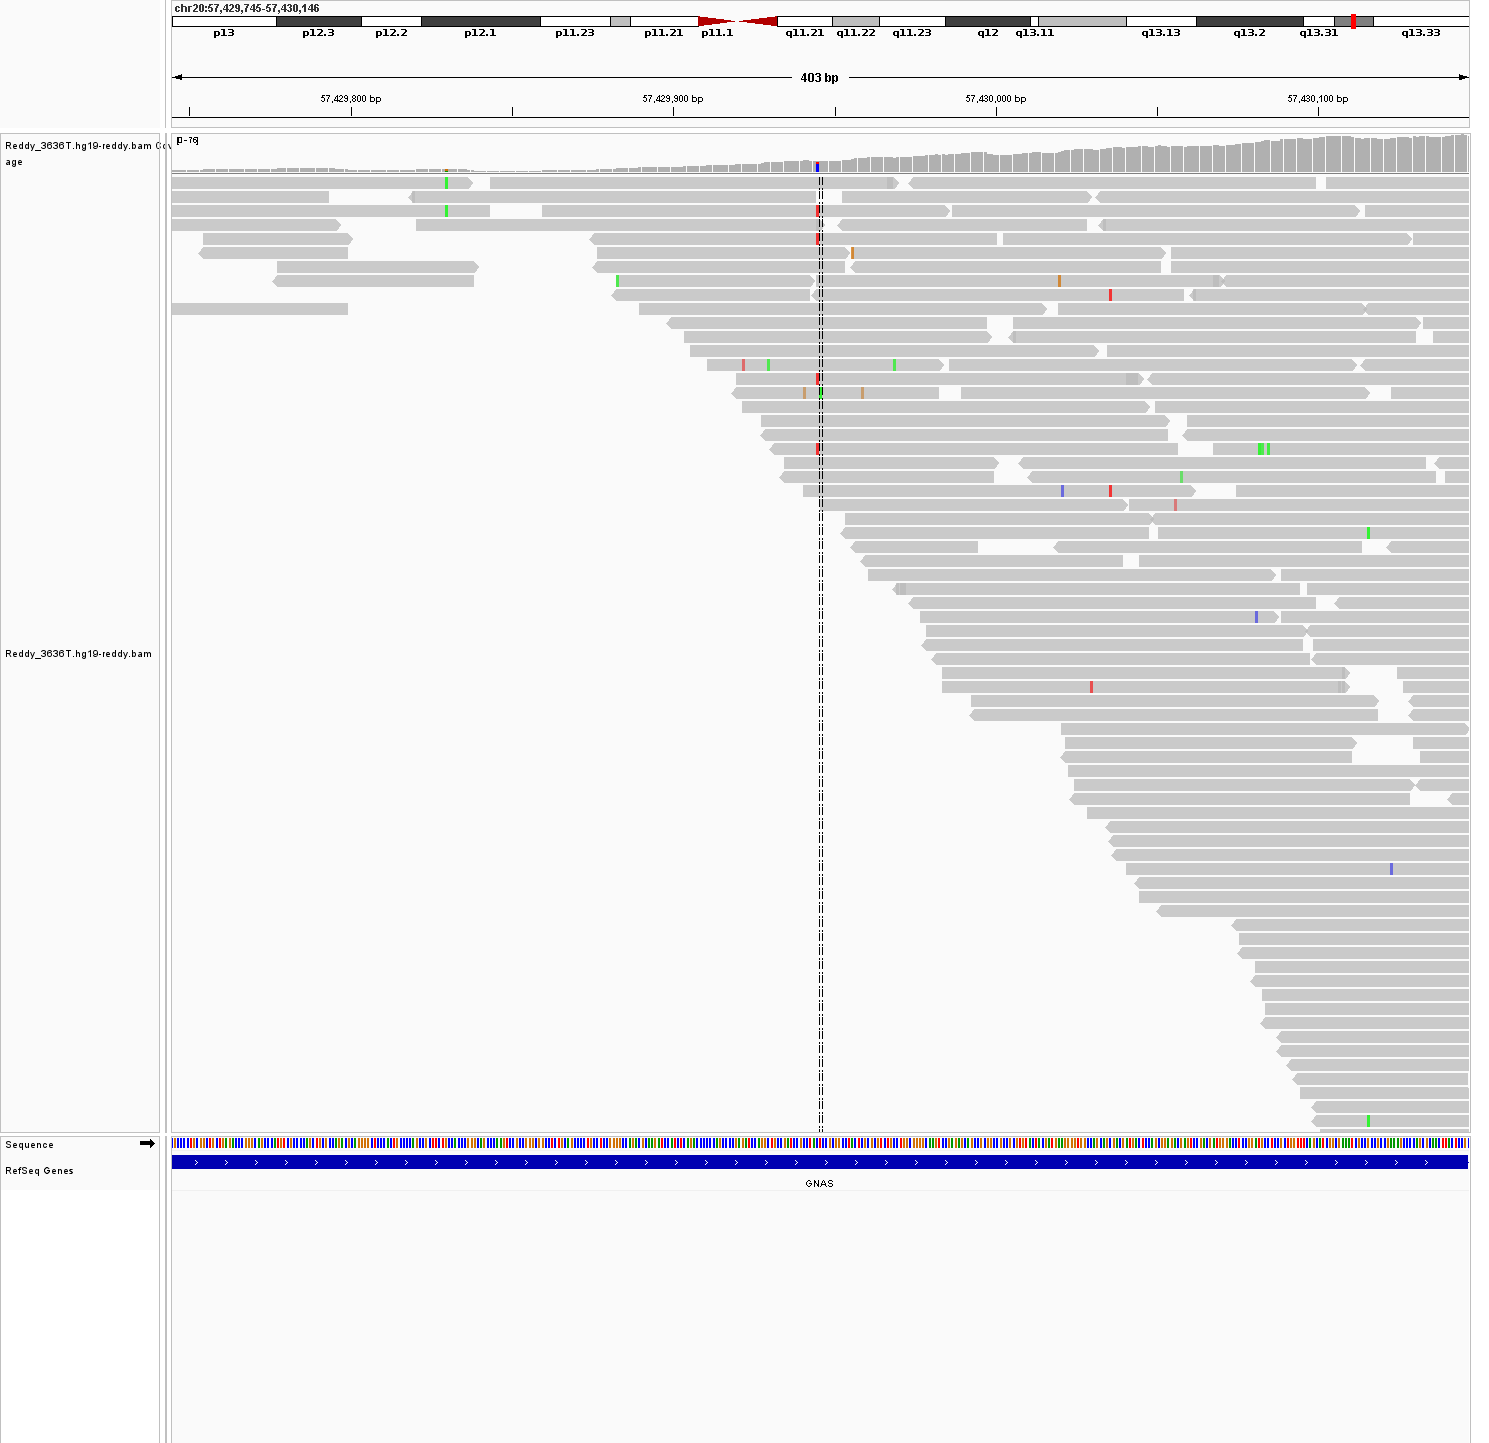 chr20:57,429,745-57,430,146
p13 p12.3 p12.2 p12.1 p11.23 p11.21 p11.1 q11.21 q11.22 q11.23 q12 q13.11 q13.13 q13.2 q13.31 q13.33
403 bp
57,429,800 bp 57,429,900 bp 57,430,000 bp 57,430,100 bp
[0-76]
Reddy_3636T.hg19-reddy.bam Cov
age
Reddy_3636T.hg19-reddy.bam
Sequence
RefSeq Genes
GNAS